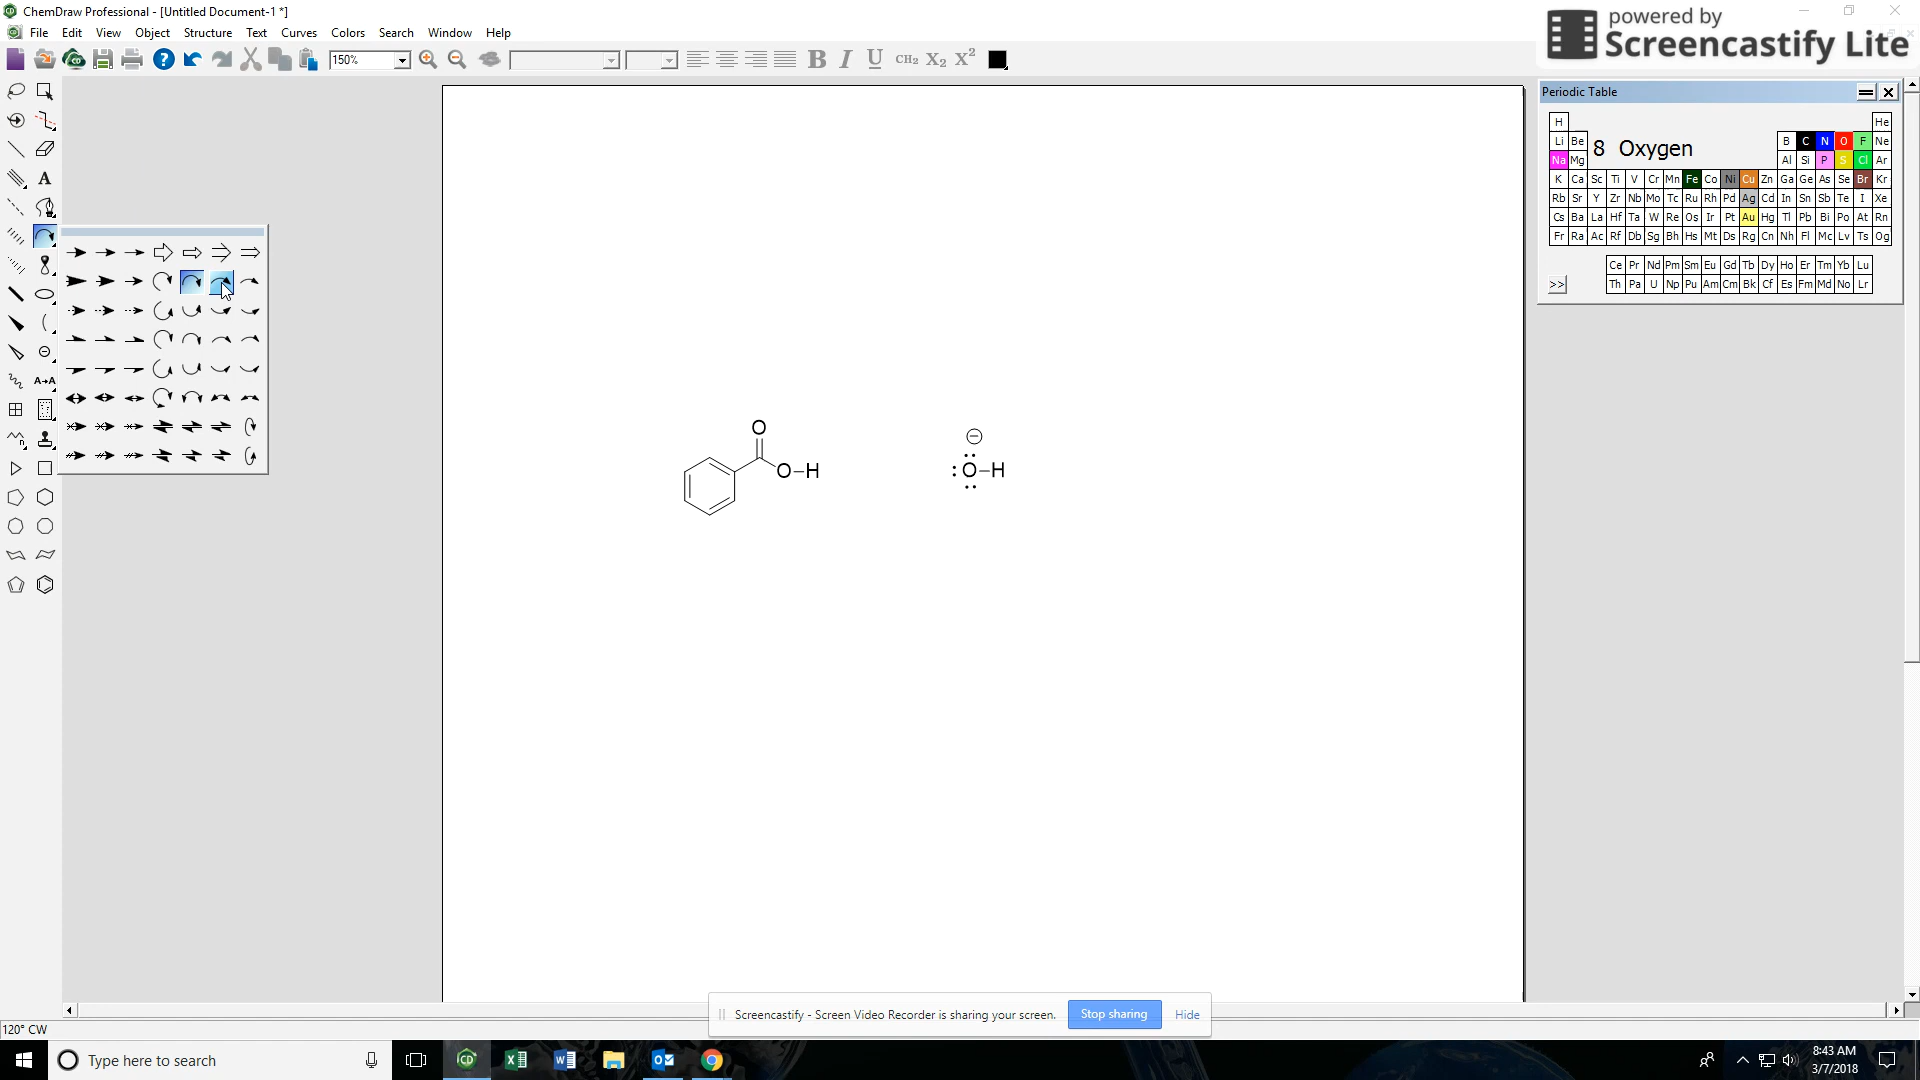 ChemDraw Professional - [Untitled Document-1 *]
File Edit View Object Structure Text Curves Colors Search Window Help
powered by
Screencastify Lite
150%
B I U CH₂ X₂ X²
Periodic Table
H He
Li Be 8 Oxygen B C N O F Ne
Na Mg Al Si P S Cl Ar
K Ca Sc Ti V Cr Mn Fe Co Ni Cu Zn Ga Ge As Se Br Kr
Rb Sr Y Zr Nb Mo Tc Ru Rh Pd Ag Cd In Sn Sb Te I Xe
Cs Ba La Hf Ta W Re Os Ir Pt Au Hg Tl Pb Bi Po At Rn
Fr Ra Ac Rf Db Sg Bh Hs Mt Ds Rg Cn Nh Fl Mc Lv Ts Og
Ce Pr Nd Pm Sm Eu Gd Tb Dy Ho Er Tm Yb Lu
>> Th Pa U Np Pu Am Cm Bk Cf Es Fm Md No Lr
A
A→A
O
O–H
:O–H
Screencastify - Screen Video Recorder is sharing your screen. Stop sharing Hide
120° CW
Type here to search
8:43 AM
3/7/2018